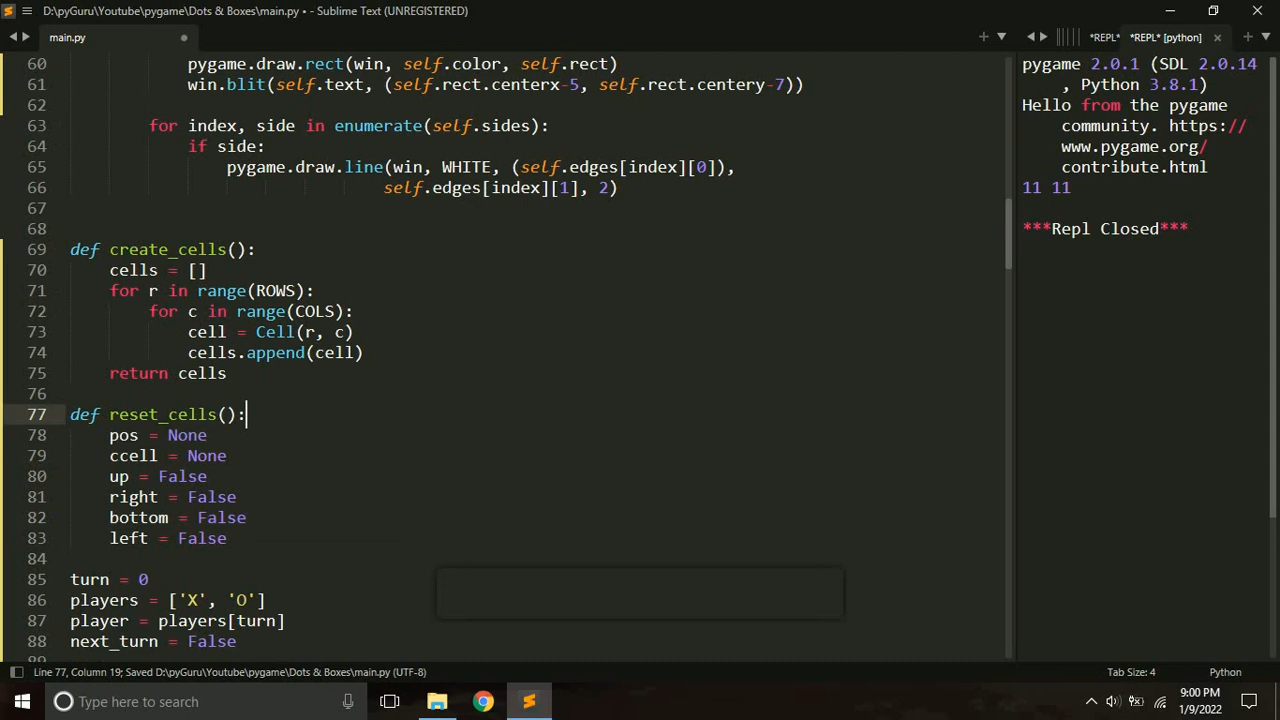 D:\pyGuru\Youtube\pygame\Dots & Boxes\main.py • - Sublime Text (UNREGISTERED)
main.py
*REPL*
*REPL* [python]
60 pygame.draw.rect(win, self.color, self.rect)
61 win.blit(self.text, (self.rect.centerx-5, self.rect.centery-7))
62
63 for index, side in enumerate(self.sides):
64 if side:
65 pygame.draw.line(win, WHITE, (self.edges[index][0]),
66 self.edges[index][1], 2)
67
68
69 def create_cells():
70 cells = []
71 for r in range(ROWS):
72 for c in range(COLS):
73 cell = Cell(r, c)
74 cells.append(cell)
75 return cells
76
77 def reset_cells():
78 pos = None
79 ccell = None
80 up = False
81 right = False
82 bottom = False
83 left = False
84
85 turn = 0
86 players = ['X', 'O']
87 player = players[turn]
88 next_turn = False
89
pygame 2.0.1 (SDL 2.0.14
, Python 3.8.1)
Hello from the pygame
community. https://
www.pygame.org/
contribute.html
11 11
***Repl Closed***
Line 77, Column 19; Saved D:\pyGuru\Youtube\pygame\Dots & Boxes\main.py (UTF-8)
Tab Size: 4
Python
Type here to search
9:00 PM
1/9/2022